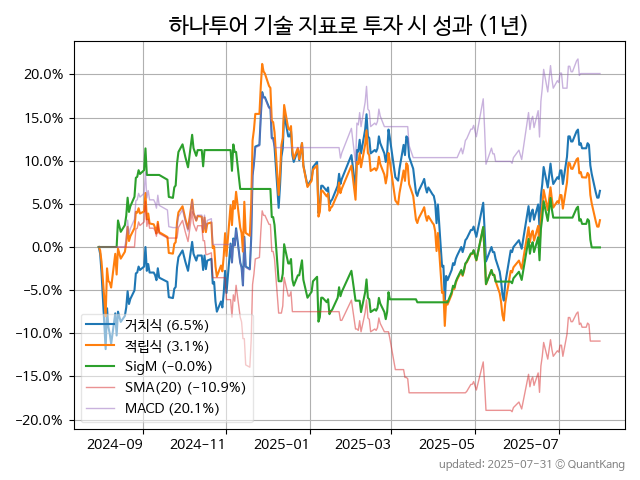 하나투어 기술 지표로 투자 시 성과 (1년)
20.0%
15.0%
10.0%
5.0%
0.0%
−5.0%
−10.0%
−15.0%
−20.0%
거치식 (6.5%)
적립식 (3.1%)
SigM (−0.0%)
SMA(20) (−10.9%)
MACD (20.1%)
2024-09 2024-11 2025-01 2025-03 2025-05 2025-07
updated: 2025-07-31 © QuantKang